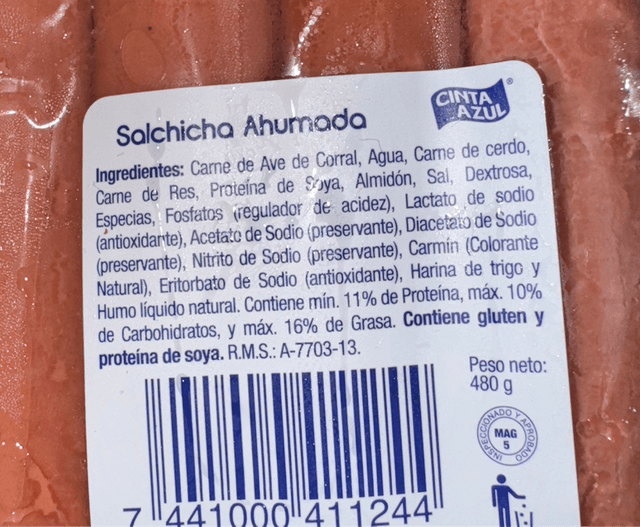 CINTA AZUL®
Salchicha Ahumada
Ingredientes: Carne de Ave de Corral, Agua, Carne de cerdo,
Carne de Res, Proteína de Soya, Almidón, Sal, Dextrosa,
Especias, Fosfatos (regulador de acidez), Lactato de sodio
(antioxidante), Acetato de Sodio (preservante), Diacetato de Sodio
(preservante), Nitrito de Sodio (preservante), Carmín (Colorante
Natural), Eritorbato de Sodio (antioxidante), Harina de trigo y
Humo líquido natural. Contiene mín. 11% de Proteína, máx. 10%
de Carbohidratos, y máx. 16% de Grasa. Contiene gluten y
proteína de soya. R.M.S.: A-7703-13.
Peso neto:
480 g
INSPECCIONADO Y APROBADO
MAG
5
7 441000 411244